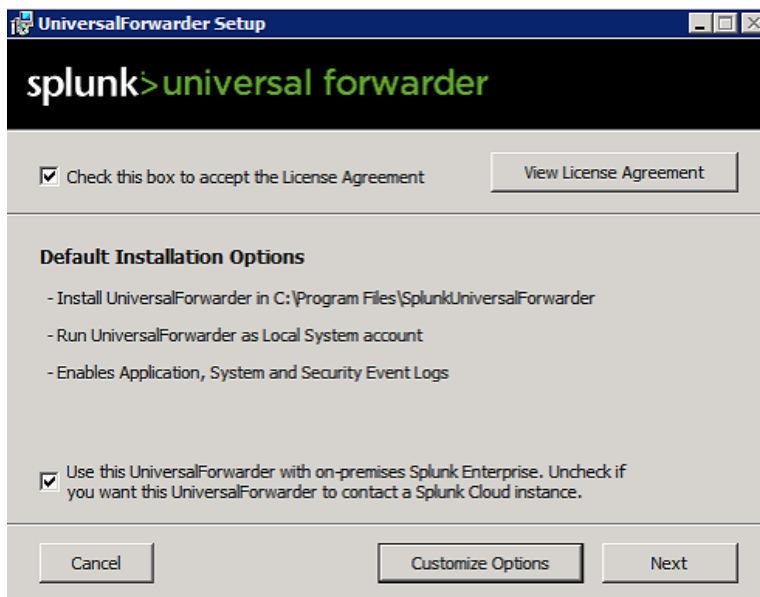 UniversalForwarder Setup
splunk>universal forwarder
Check this box to accept the License Agreement
View License Agreement
Default Installation Options
- Install UniversalForwarder in C:\Program Files\SplunkUniversalForwarder
- Run UniversalForwarder as Local System account
- Enables Application, System and Security Event Logs
Use this UniversalForwarder with on-premises Splunk Enterprise. Uncheck if
you want this UniversalForwarder to contact a Splunk Cloud instance.
Cancel
Customize Options
Next